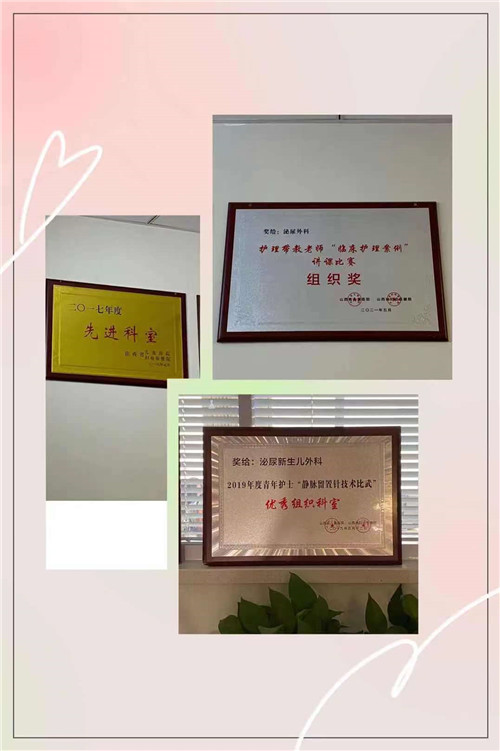 奖给：泌尿外科
护理带教老师“临床护理案例”
讲课比赛
组织奖
二〇二一年五月
二〇一七年度
先进科室
奖给：泌尿新生儿外科
2019年度青年护士“静脉留置针技术比武”
优秀组织科室